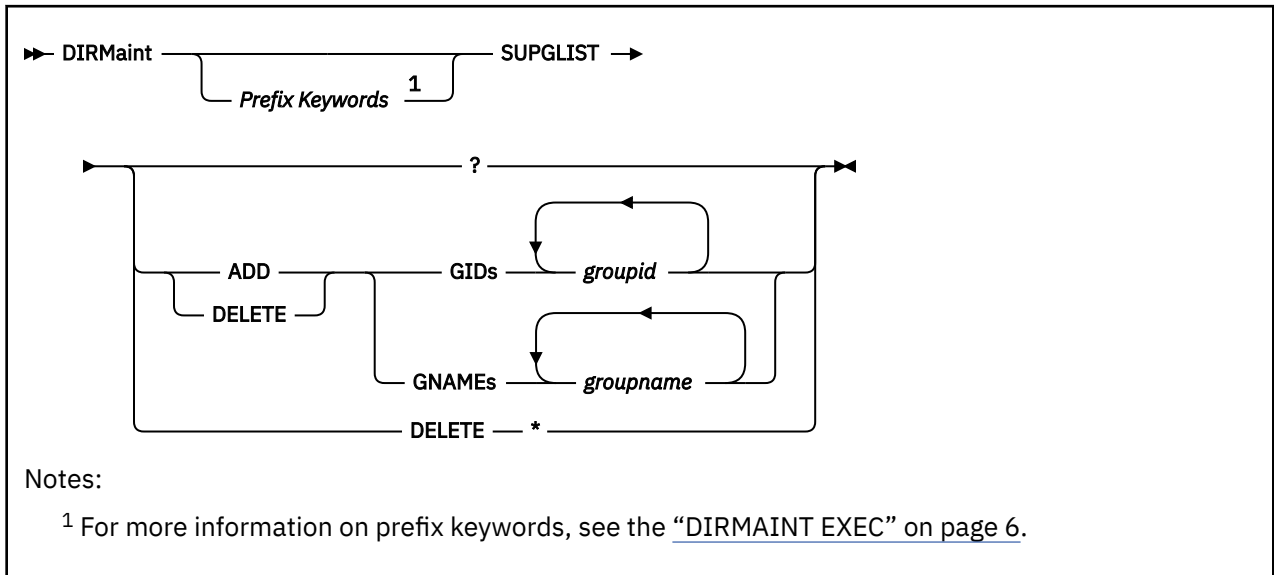 DIRMaint SUPGLIST
Prefix Keywords 1
?
ADD GIDs groupid
DELETE
GNAMEs groupname
DELETE *
Notes:
1 For more information on prefix keywords, see the “DIRMAINT EXEC” on page 6.